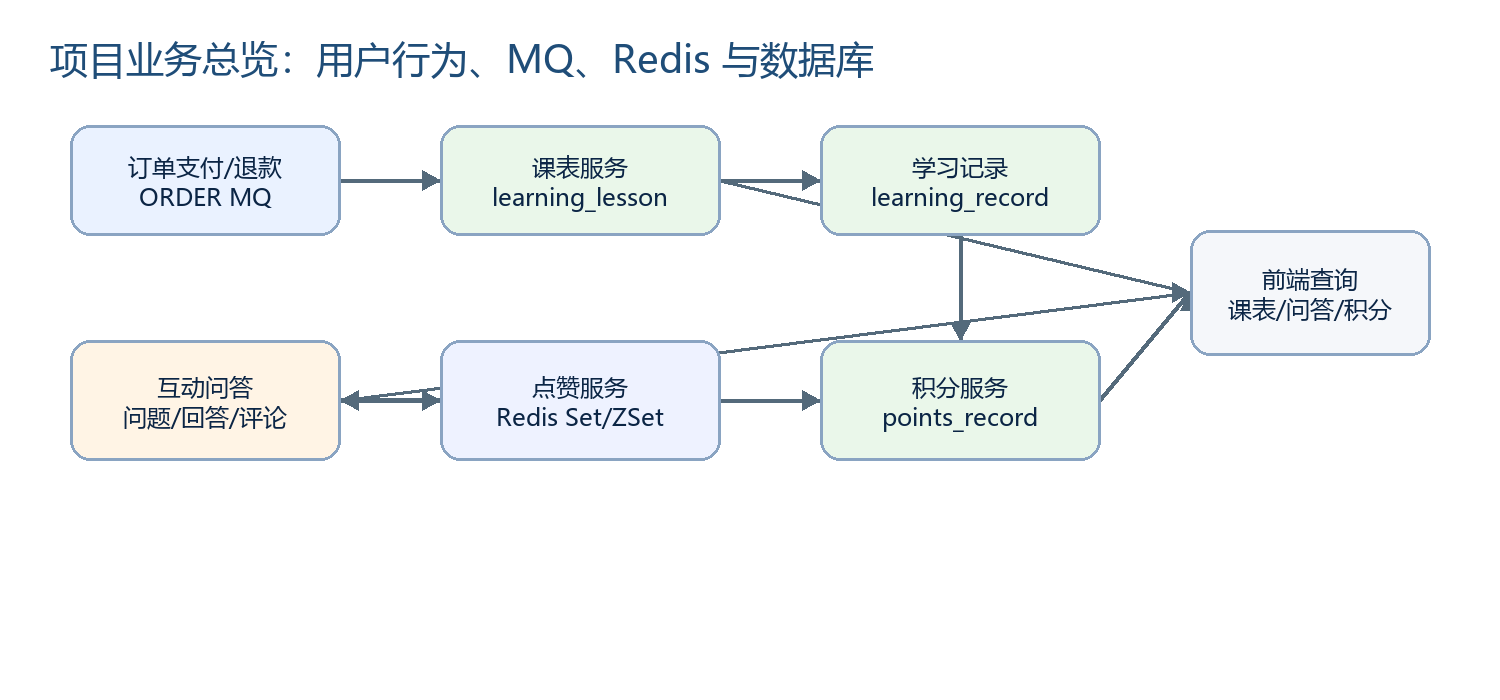 项目业务总览：用户行为、MQ、Redis 与数据库
订单支付/退款
ORDER MQ
课表服务
learning_lesson
学习记录
learning_record
前端查询
课表/问答/积分
互动问答
问题/回答/评论
点赞服务
Redis Set/ZSet
积分服务
points_record